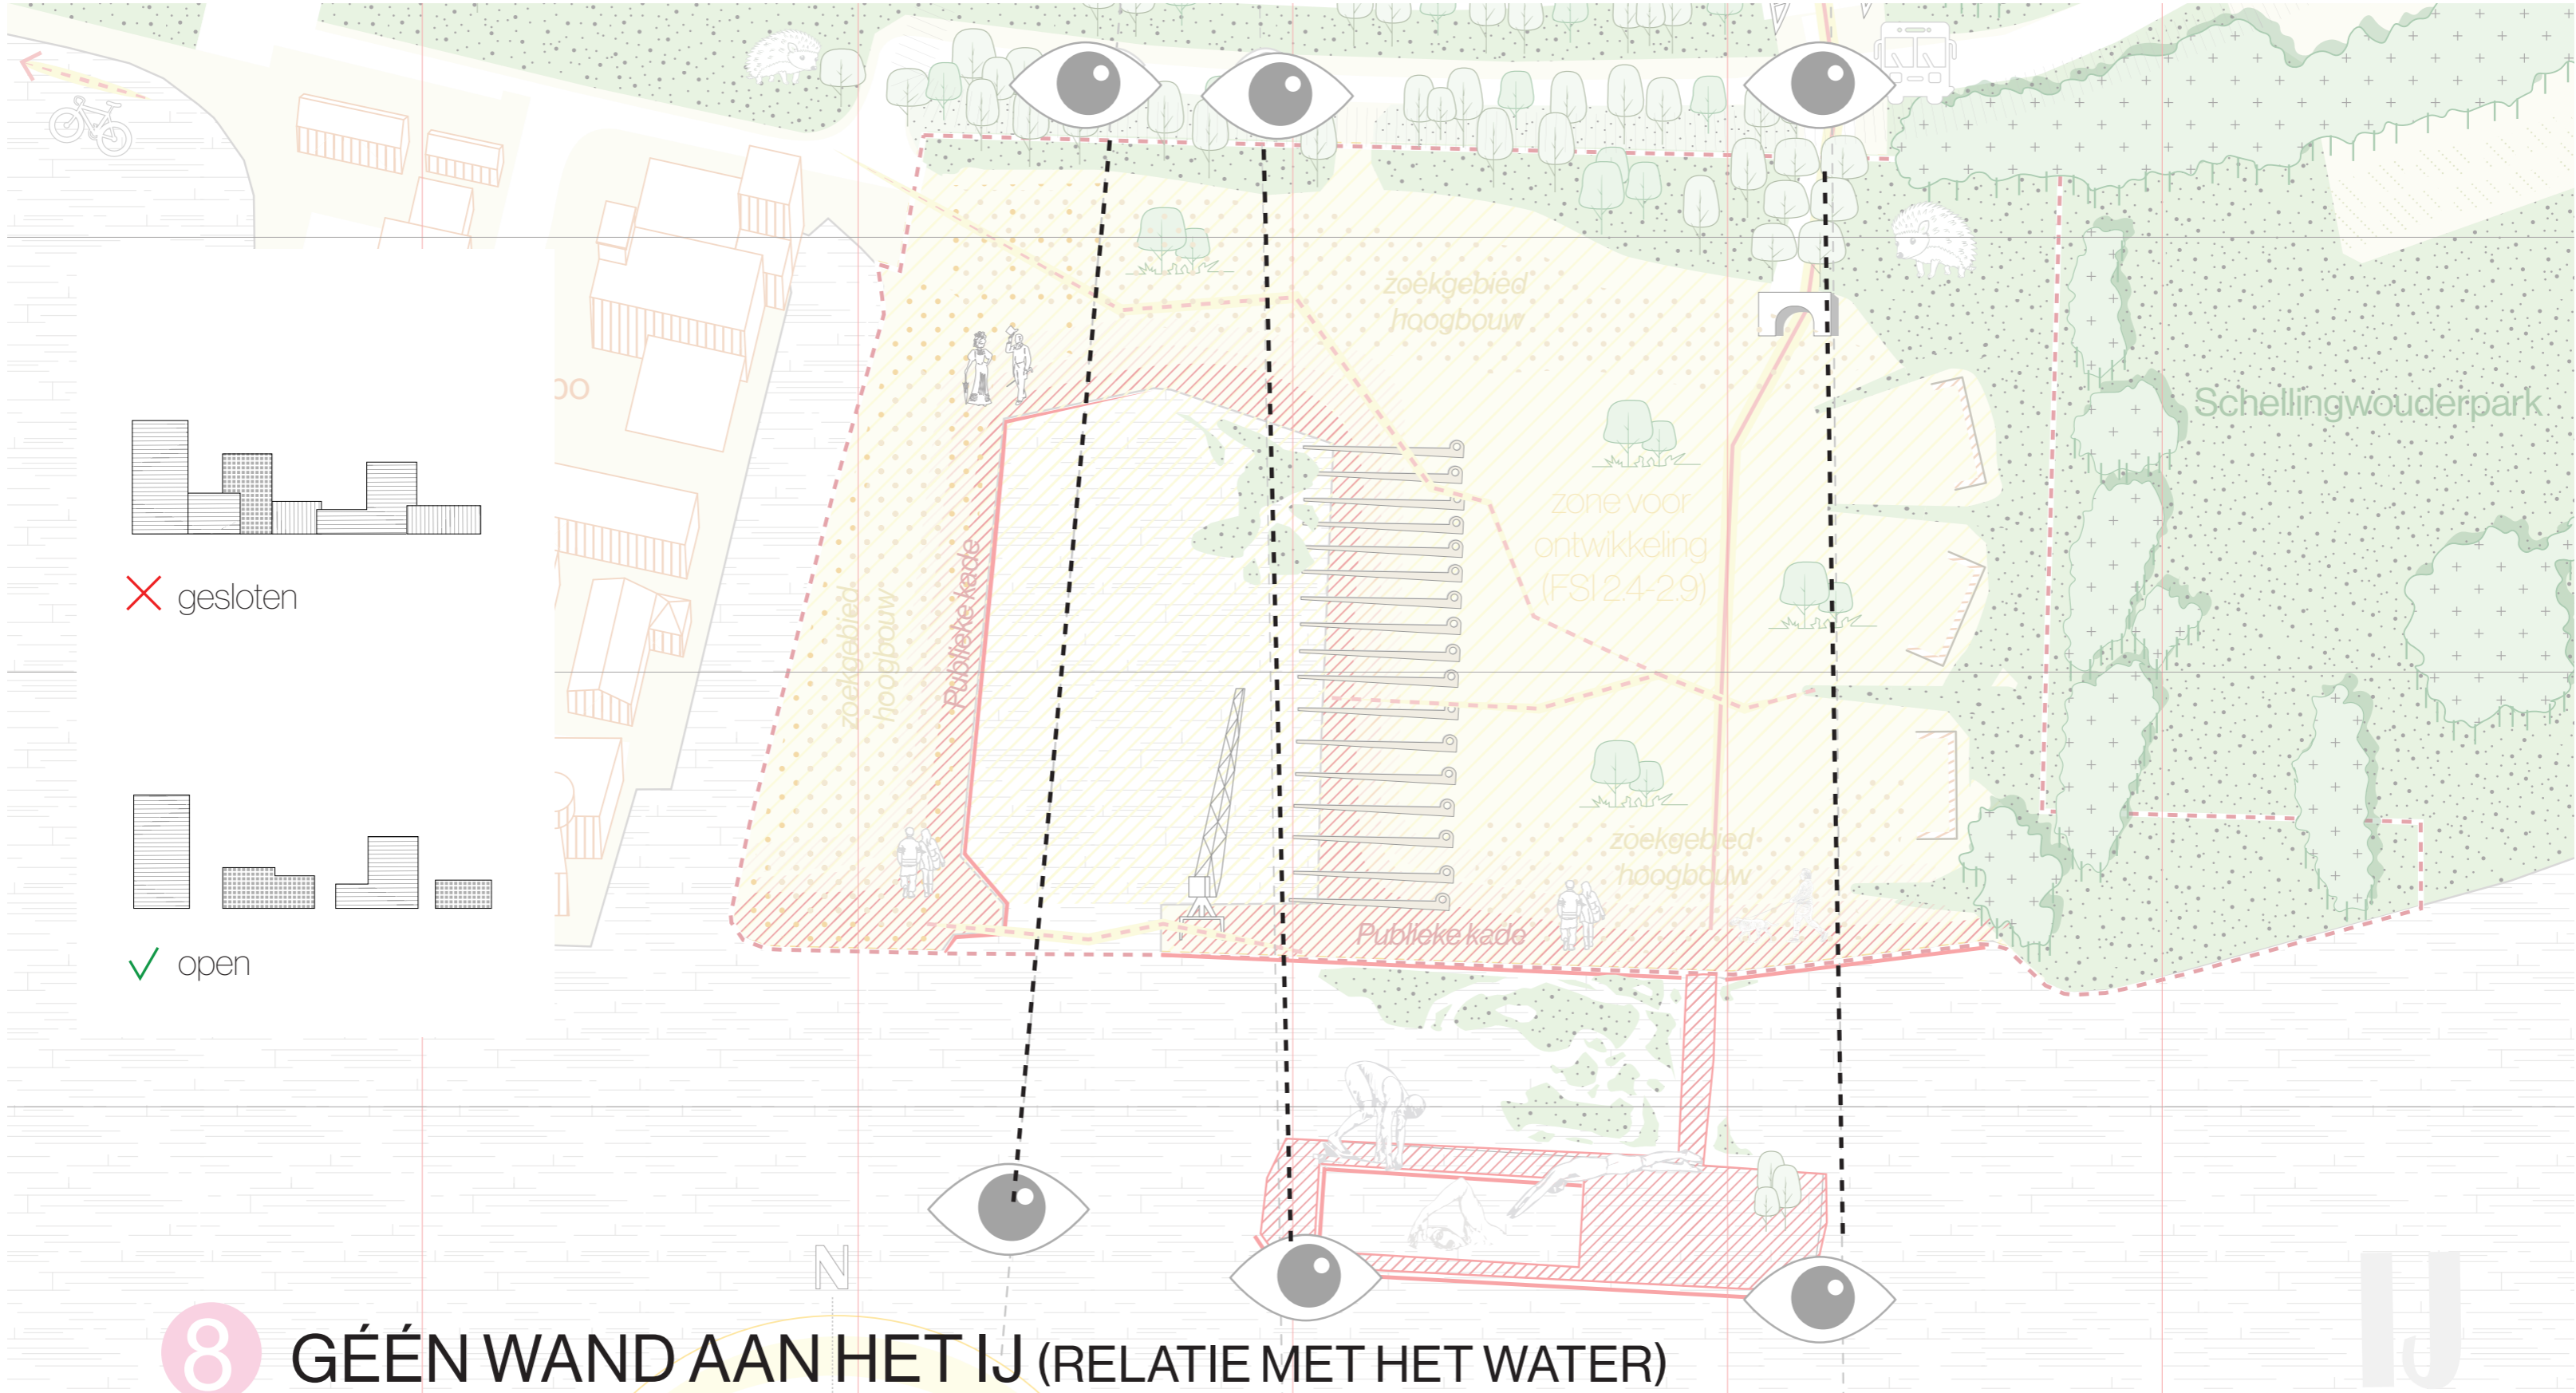 zoekgebied
hoogbouw
Schellingwouderpark
zone voor
ontwikkeling
(FSI 2.4-2.9)
gesloten
Publieke kade
zoekgebied
hoogbouw
zoekgebied
hoogbouw
Publieke kade
open
N
IJ
8 GÉÉN WAND AAN HET IJ (RELATIE MET HET WATER)